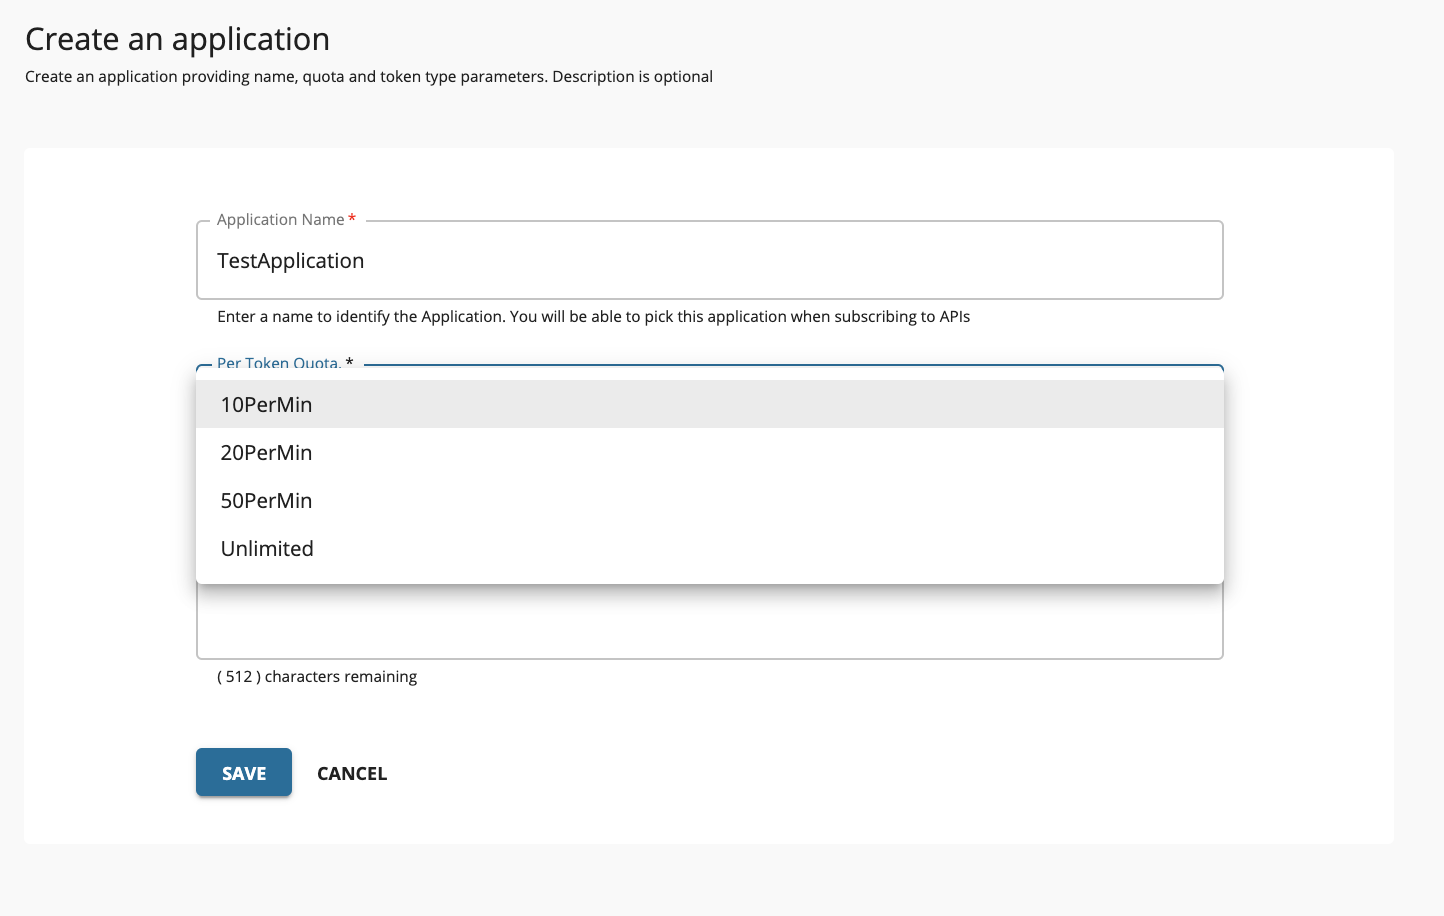 Create an application
Create an application providing name, quota and token type parameters. Description is optional
Application Name *
TestApplication
Enter a name to identify the Application. You will be able to pick this application when subscribing to APIs
Per Token Quota. *
10PerMin
20PerMin
50PerMin
Unlimited
( 512 ) characters remaining
SAVE CANCEL